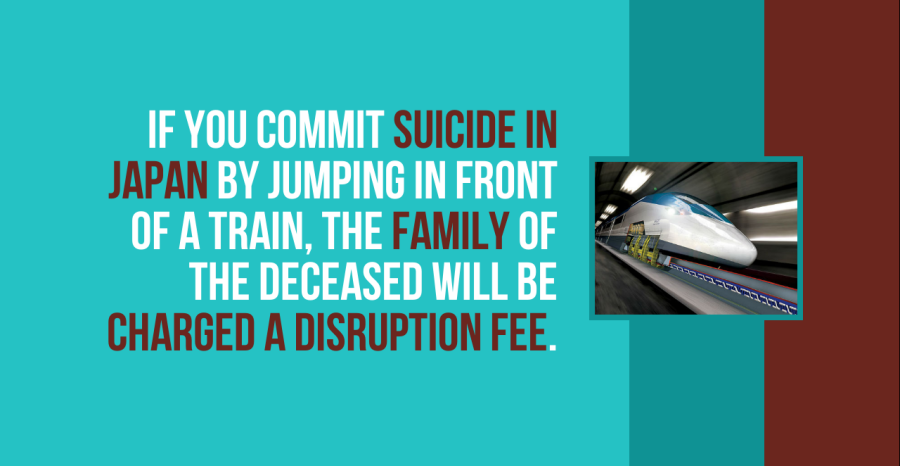 IF YOU COMMIT SUICIDE IN
JAPAN BY JUMPING IN FRONT
OF A TRAIN, THE FAMILY OF
THE DECEASED WILL BE
CHARGED A DISRUPTION FEE.